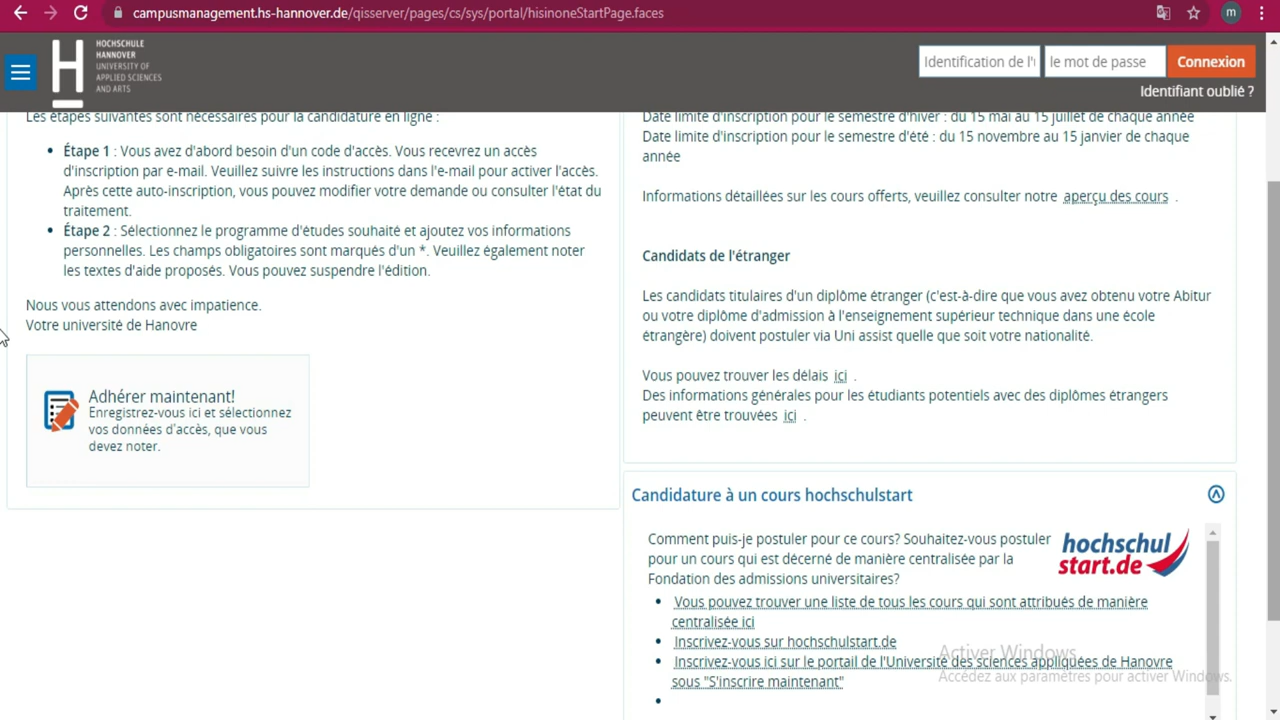 campusmanagement.hs-hannover.de/qisserver/pages/cs/sys/portal/hisinoneStartPage.faces
m
HOCHSCHULE
HANNOVER
UNIVERSITY OF
APPLIED SCIENCES
AND ARTS
Identification de l'
le mot de passe
Connexion
Identifiant oublié ?
Les étapes suivantes sont nécessaires pour la candidature en ligne :
• Étape 1 : Vous avez d'abord besoin d'un code d'accès. Vous recevrez un accès
d'inscription par e-mail. Veuillez suivre les instructions dans l'e-mail pour activer l'accès.
Après cette auto-inscription, vous pouvez modifier votre demande ou consulter l'état du
traitement.
• Étape 2 : Sélectionnez le programme d'études souhaité et ajoutez vos informations
personnelles. Les champs obligatoires sont marqués d'un *. Veuillez également noter
les textes d'aide proposés. Vous pouvez suspendre l'édition.
Nous vous attendons avec impatience.
Votre université de Hanovre
Adhérer maintenant!
Enregistrez-vous ici et sélectionnez
vos données d'accès, que vous
devez noter.
Date limite d'inscription pour le semestre d'hiver : du 15 mai au 15 juillet de chaque année
Date limite d'inscription pour le semestre d'été : du 15 novembre au 15 janvier de chaque
année
Informations détaillées sur les cours offerts, veuillez consulter notre aperçu des cours .
Candidats de l'étranger
Les candidats titulaires d'un diplôme étranger (c'est-à-dire que vous avez obtenu votre Abitur
ou votre diplôme d'admission à l'enseignement supérieur technique dans une école
étrangère) doivent postuler via Uni assist quelle que soit votre nationalité.
Vous pouvez trouver les délais ici .
Des informations générales pour les étudiants potentiels avec des diplômes étrangers
peuvent être trouvées ici .
Candidature à un cours hochschulstart
Comment puis-je postuler pour ce cours? Souhaitez-vous postuler
pour un cours qui est décerné de manière centralisée par la
Fondation des admissions universitaires?
hochschul
start.de
• Vous pouvez trouver une liste de tous les cours qui sont attribués de manière
centralisée ici
• Inscrivez-vous sur hochschulstart.de
• Inscrivez-vous ici sur le portail de l'Université des sciences appliquées de Hanovre
sous "S'inscrire maintenant"
Activer Windows
Accédez aux paramètres pour activer Windows.